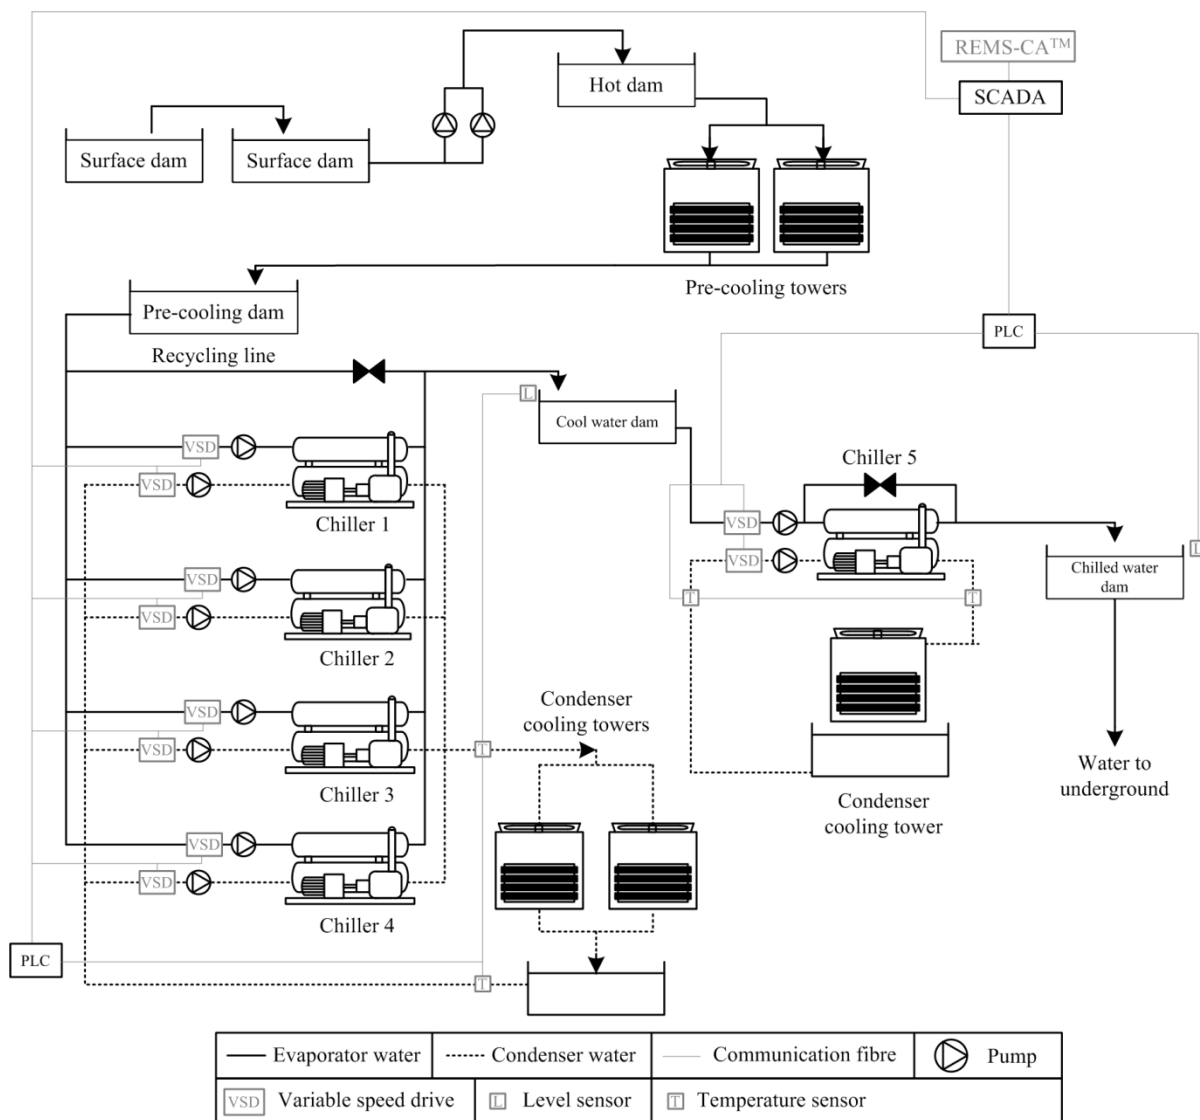 REMS-CA™
SCADA
Hot dam
Surface dam
Surface dam
Pre-cooling towers
Pre-cooling dam
PLC
Recycling line
L
Cool water dam
VSD
VSD
Chiller 1
Chiller 5
VSD
VSD
L
Chilled water
dam
T
T
VSD
VSD
Chiller 2
VSD
VSD
Chiller 3
Condenser
cooling towers
T
Water to
underground
Condenser
cooling tower
VSD
VSD
Chiller 4
PLC
T
Evaporator water
Condenser water
Communication fibre
Pump
VSD Variable speed drive
L Level sensor
T Temperature sensor